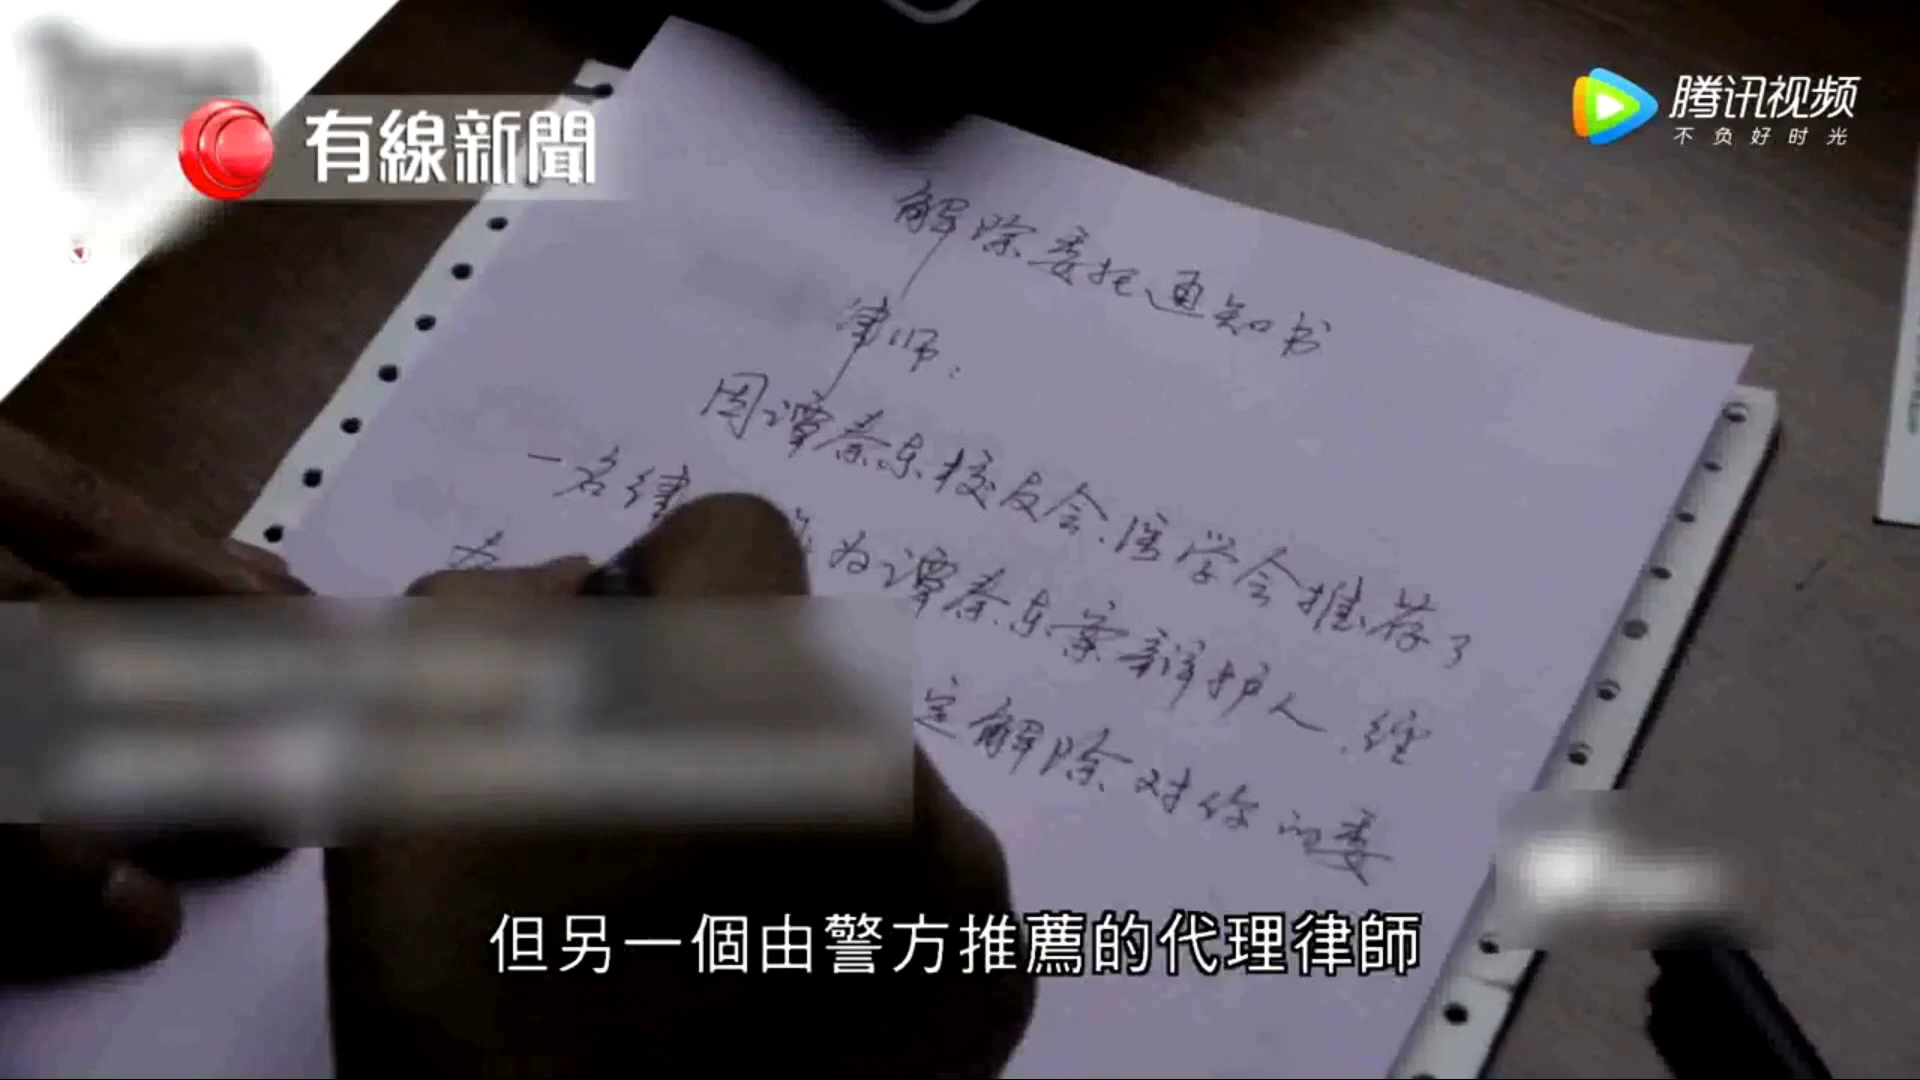 有線新聞
腾讯视频
不负好时光
解除委托通知书
律师：
因谭秦东校友会、医学会推荐了
一名律 为谭秦东案辩护人，经
定解除对你的委
但另一個由警方推薦的代理律師